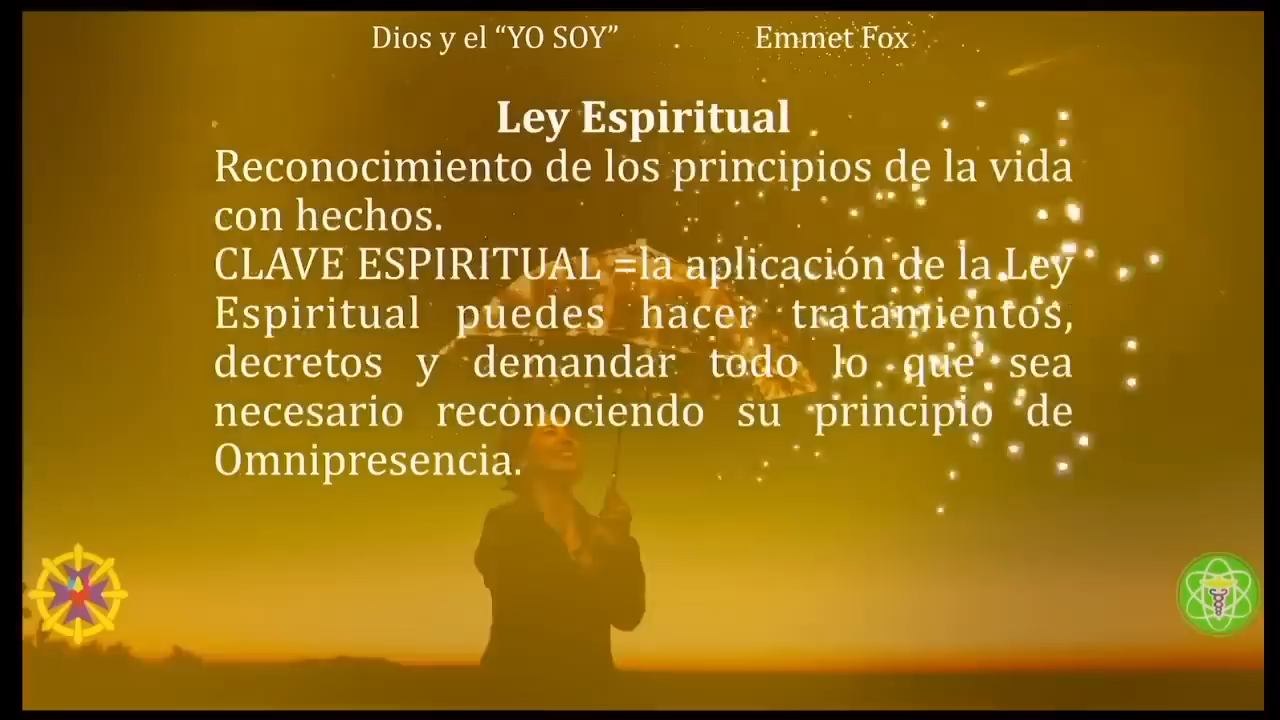 Dios y el “YO SOY” Emmet Fox
Ley Espiritual
Reconocimiento de los principios de la vida
con hechos.
CLAVE ESPIRITUAL =la aplicación de la Ley
Espiritual puedes hacer tratamientos,
decretos y demandar todo lo que sea
necesario reconociendo su principio de
Omnipresencia.